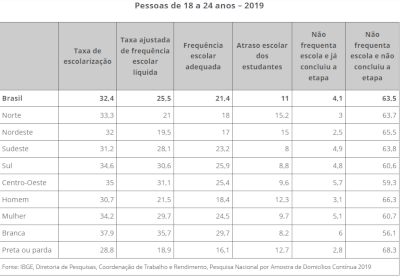 Pessoas de 18 a 24 anos – 2019
Taxa de escolarização | Taxa ajustada de frequência escolar líquida | Frequência escolar adequada | Atraso escolar dos estudantes | Não frequenta escola e já concluiu a etapa | Não frequenta escola e não concluiu a etapa
Brasil 32,4 25,5 21,4 11 4,1 63,5
Norte 33,3 21 18 15,2 3 63,7
Nordeste 32 19,5 17 15 2,5 65,5
Sudeste 31,2 28,1 23,2 8 4,9 63,8
Sul 34,6 30,6 25,9 8,8 4,8 60,6
Centro-Oeste 35 31,1 25,4 9,6 5,7 59,3
Homem 30,7 21,5 18,4 12,3 3,1 66,3
Mulher 34,2 29,7 24,5 9,7 5,1 60,7
Branca 37,9 35,7 29,7 8,2 6 56,1
Preta ou parda 28,8 18,9 16,1 12,7 2,8 68,3
Fonte: IBGE, Diretoria de Pesquisas, Coordenação de Trabalho e Rendimento, Pesquisa Nacional por Amostra de Domicílios Contínua 2019